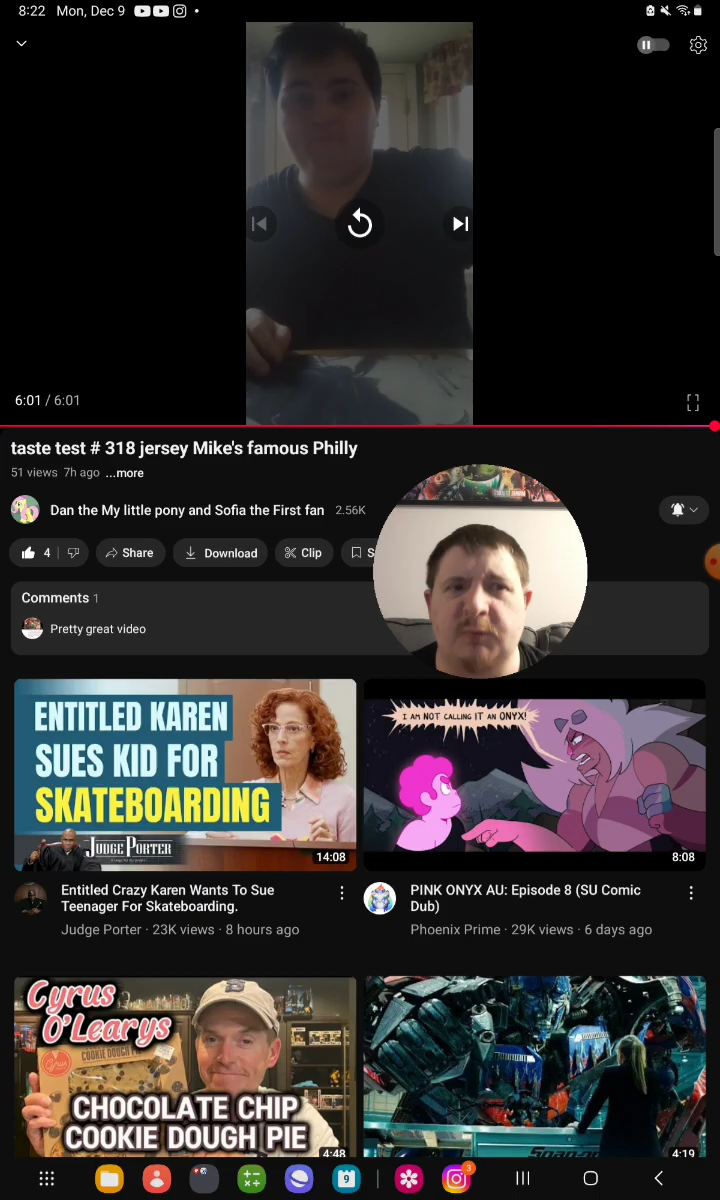 8:22 Mon, Dec 9
6:01 / 6:01
taste test # 318 jersey Mike's famous Philly
51 views 7h ago ...more
Dan the My little pony and Sofia the First fan 2.56K
4 Share Download Clip S
Comments 1
Pretty great video
ENTITLED KAREN
SUES KID FOR
SKATEBOARDING
JUDGE PORTER
14:08
I AM NOT CALLING IT AN ONYX!
8:08
Entitled Crazy Karen Wants To Sue
Teenager For Skateboarding.
Judge Porter · 23K views · 8 hours ago
PINK ONYX AU: Episode 8 (SU Comic
Dub)
Phoenix Prime · 29K views · 6 days ago
Cyrus
O'Learys
COOKIE DOUGH PIE
CHOCOLATE CHIP
COOKIE DOUGH PIE
4:48
Snap-on
4:19
9
3